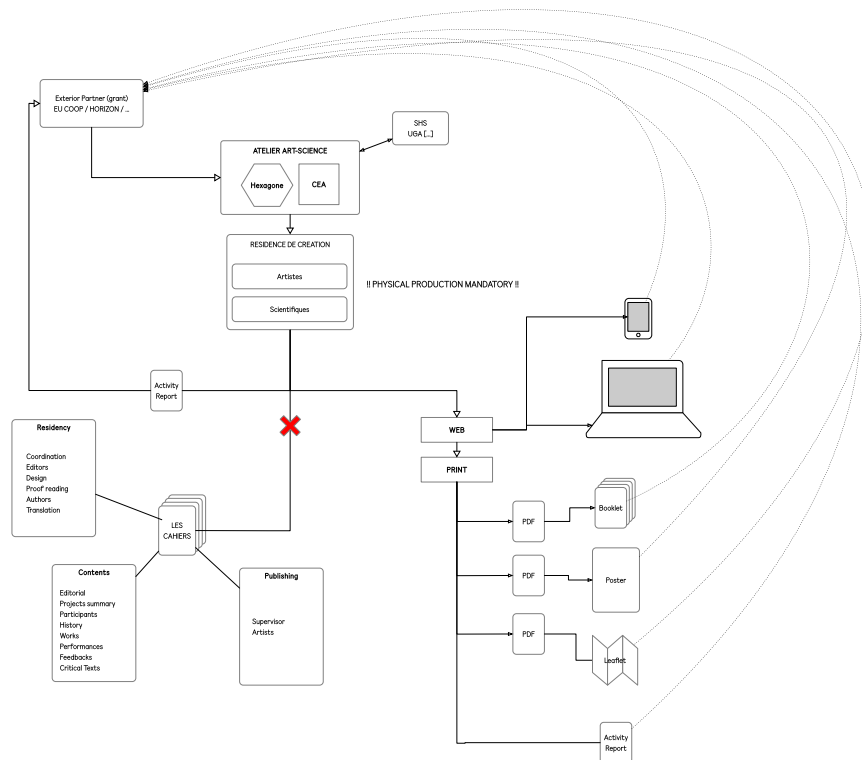 Exterior Partner (grant)
EU COOP / HORIZON / ...
SHS
UGA [...]
ATELIER ART-SCIENCE
Hexagone
CEA
RESIDENCE DE CREATION
Artistes
Scientifiques
!! PHYSICAL PRODUCTION MANDATORY !!
Activity
Report
WEB
PRINT
Residency
Coordination
Editors
Design
Proof reading
Authors
Translation
LES
CAHIERS
Contents
Editorial
Projects summary
Participants
History
Works
Performances
Feedbacks
Critical Texts
Publishing
Supervisor
Artists
PDF
Booklet
PDF
Poster
PDF
Leaflet
Activity
Report